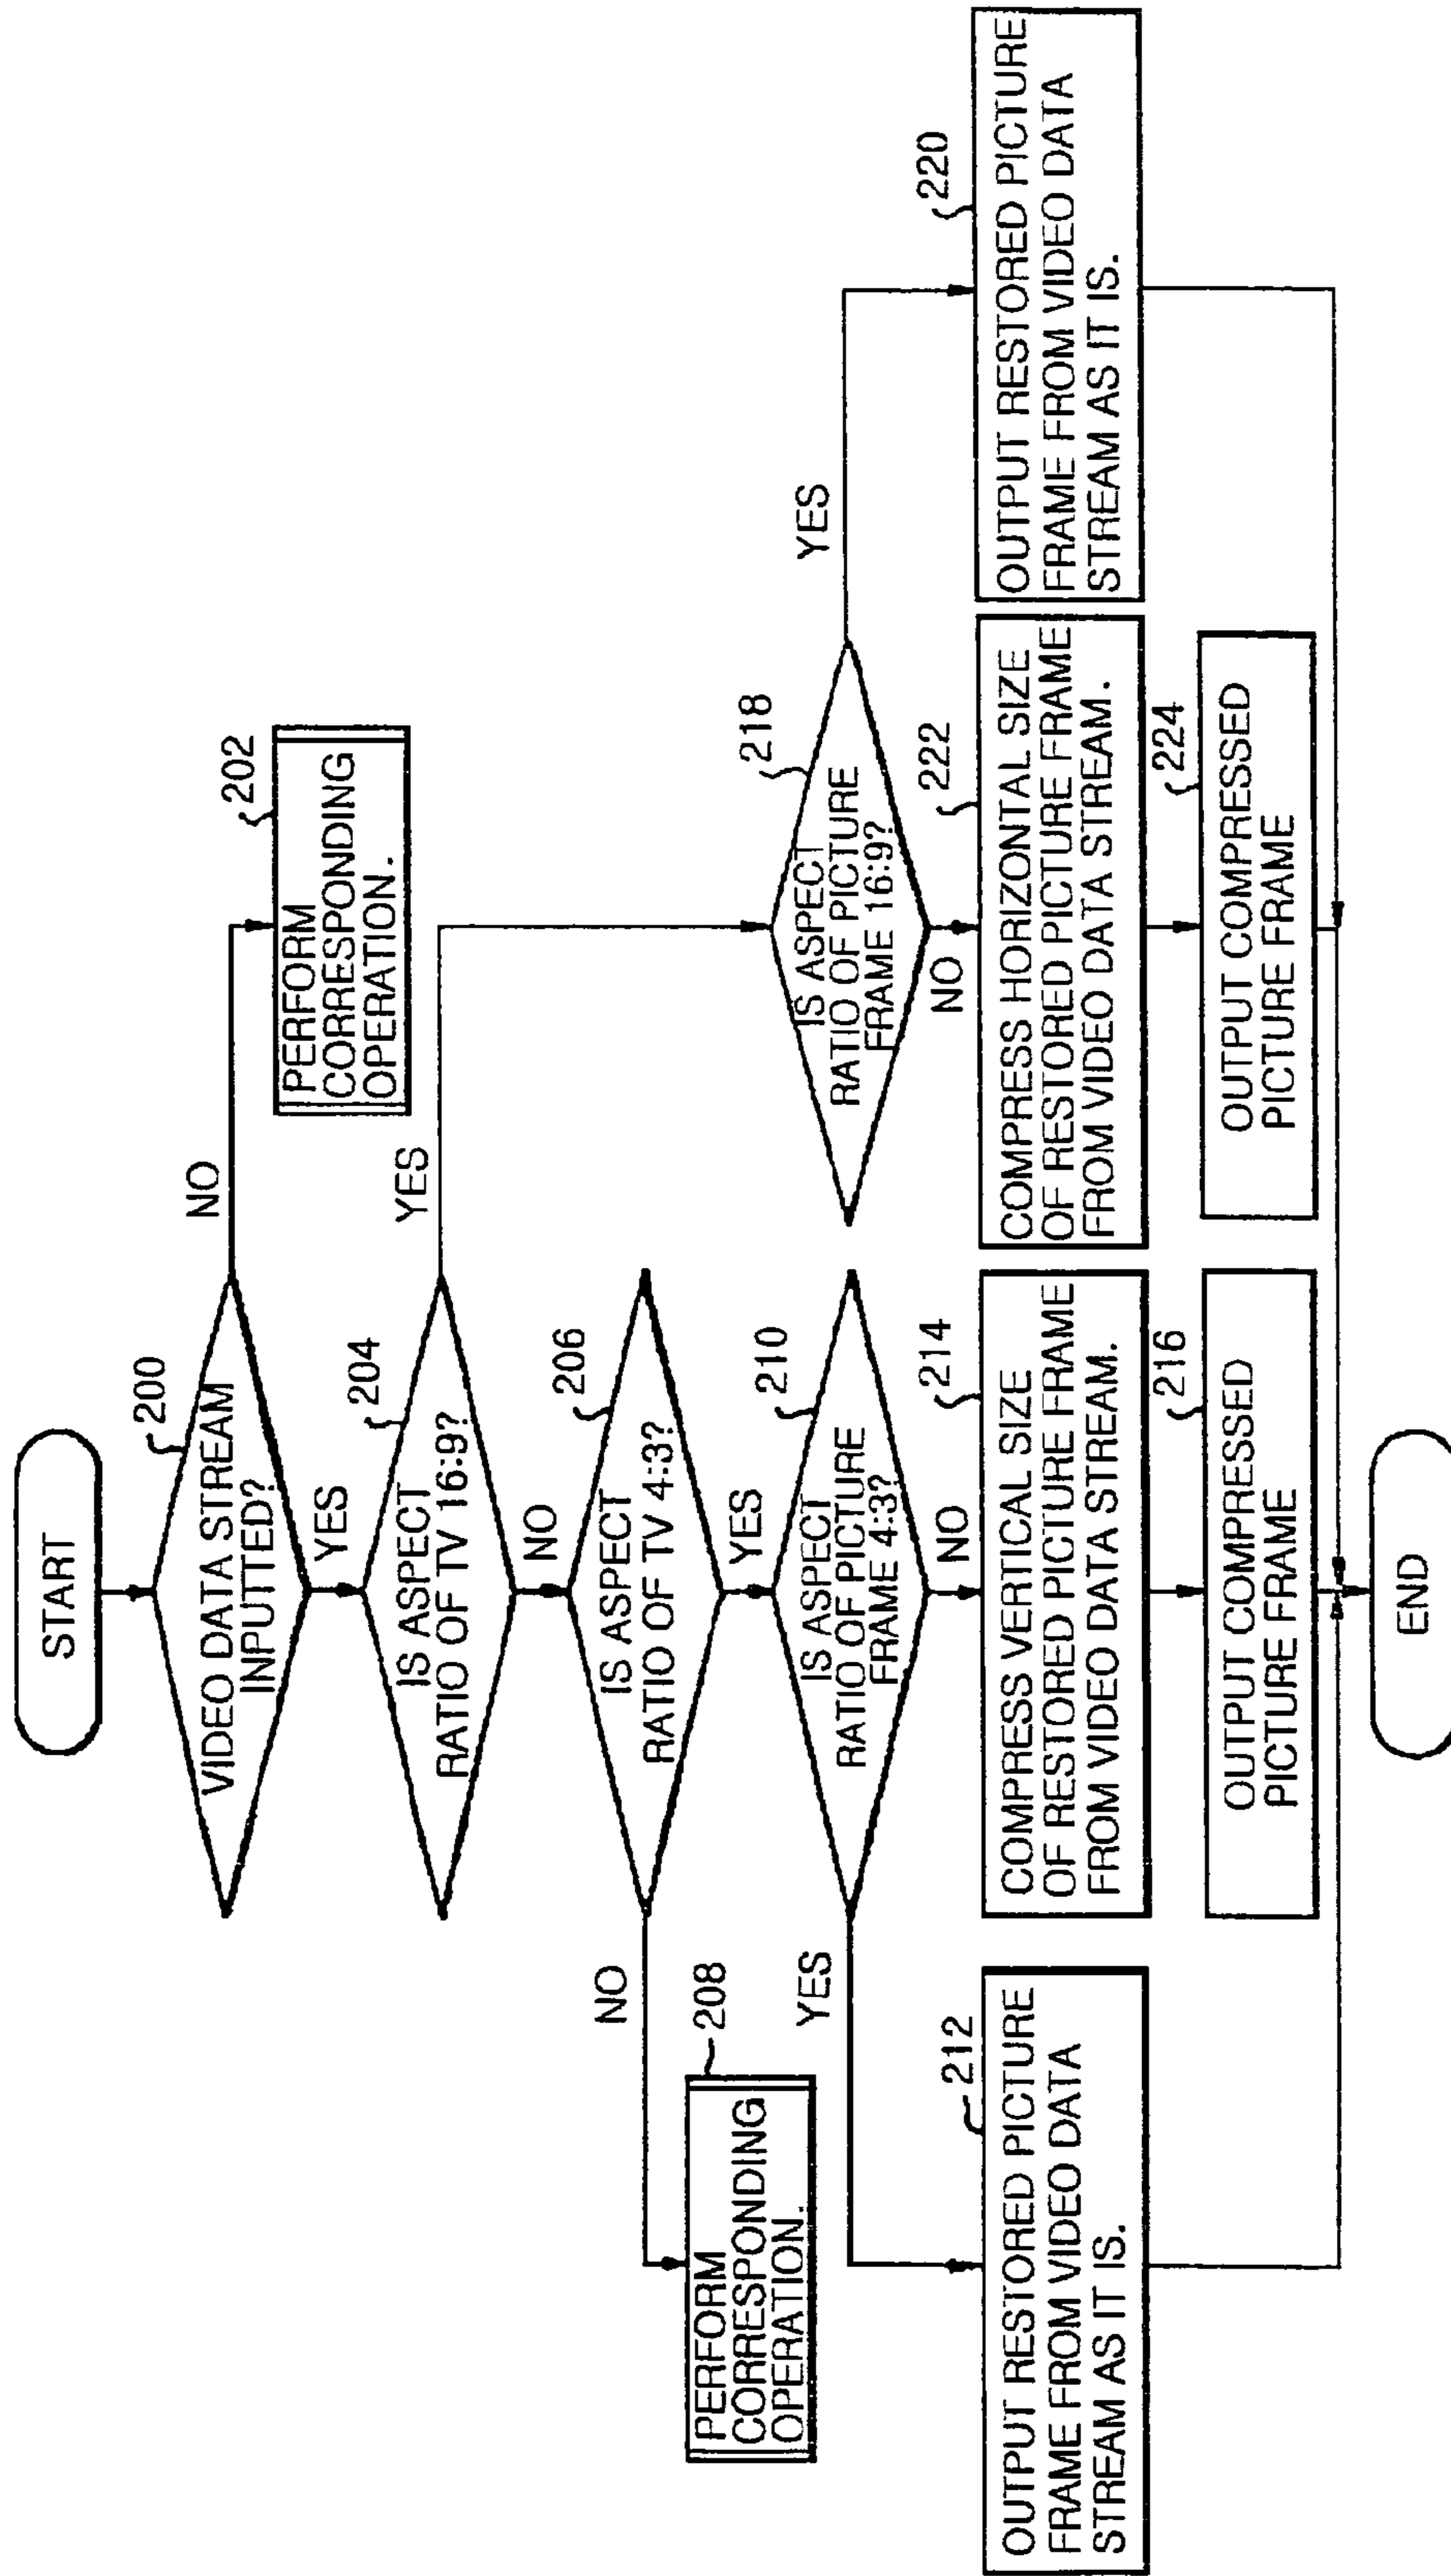 START
200
VIDEO DATA STREAM
INPUTTED?
NO
202
PERFORM
CORRESPONDING
OPERATION.
YES
204
IS ASPECT
RATIO OF TV 16:9?
YES
NO
206
IS ASPECT
RATIO OF TV 4:3?
NO
208
PERFORM
CORRESPONDING
OPERATION.
YES
210
IS ASPECT
RATIO OF PICTURE
FRAME 4:3?
YES
NO
218
IS ASPECT
RATIO OF PICTURE
FRAME 16:9?
YES
NO
212
OUTPUT RESTORED PICTURE
FRAME FROM VIDEO DATA
STREAM AS IT IS.
214
COMPRESS VERTICAL SIZE
OF RESTORED PICTURE FRAME
FROM VIDEO DATA STREAM.
222
COMPRESS HORIZONTAL SIZE
OF RESTORED PICTURE FRAME
FROM VIDEO DATA STREAM.
220
OUTPUT RESTORED PICTURE
FRAME FROM VIDEO DATA
STREAM AS IT IS.
216
OUTPUT COMPRESSED
PICTURE FRAME
224
OUTPUT COMPRESSED
PICTURE FRAME
END